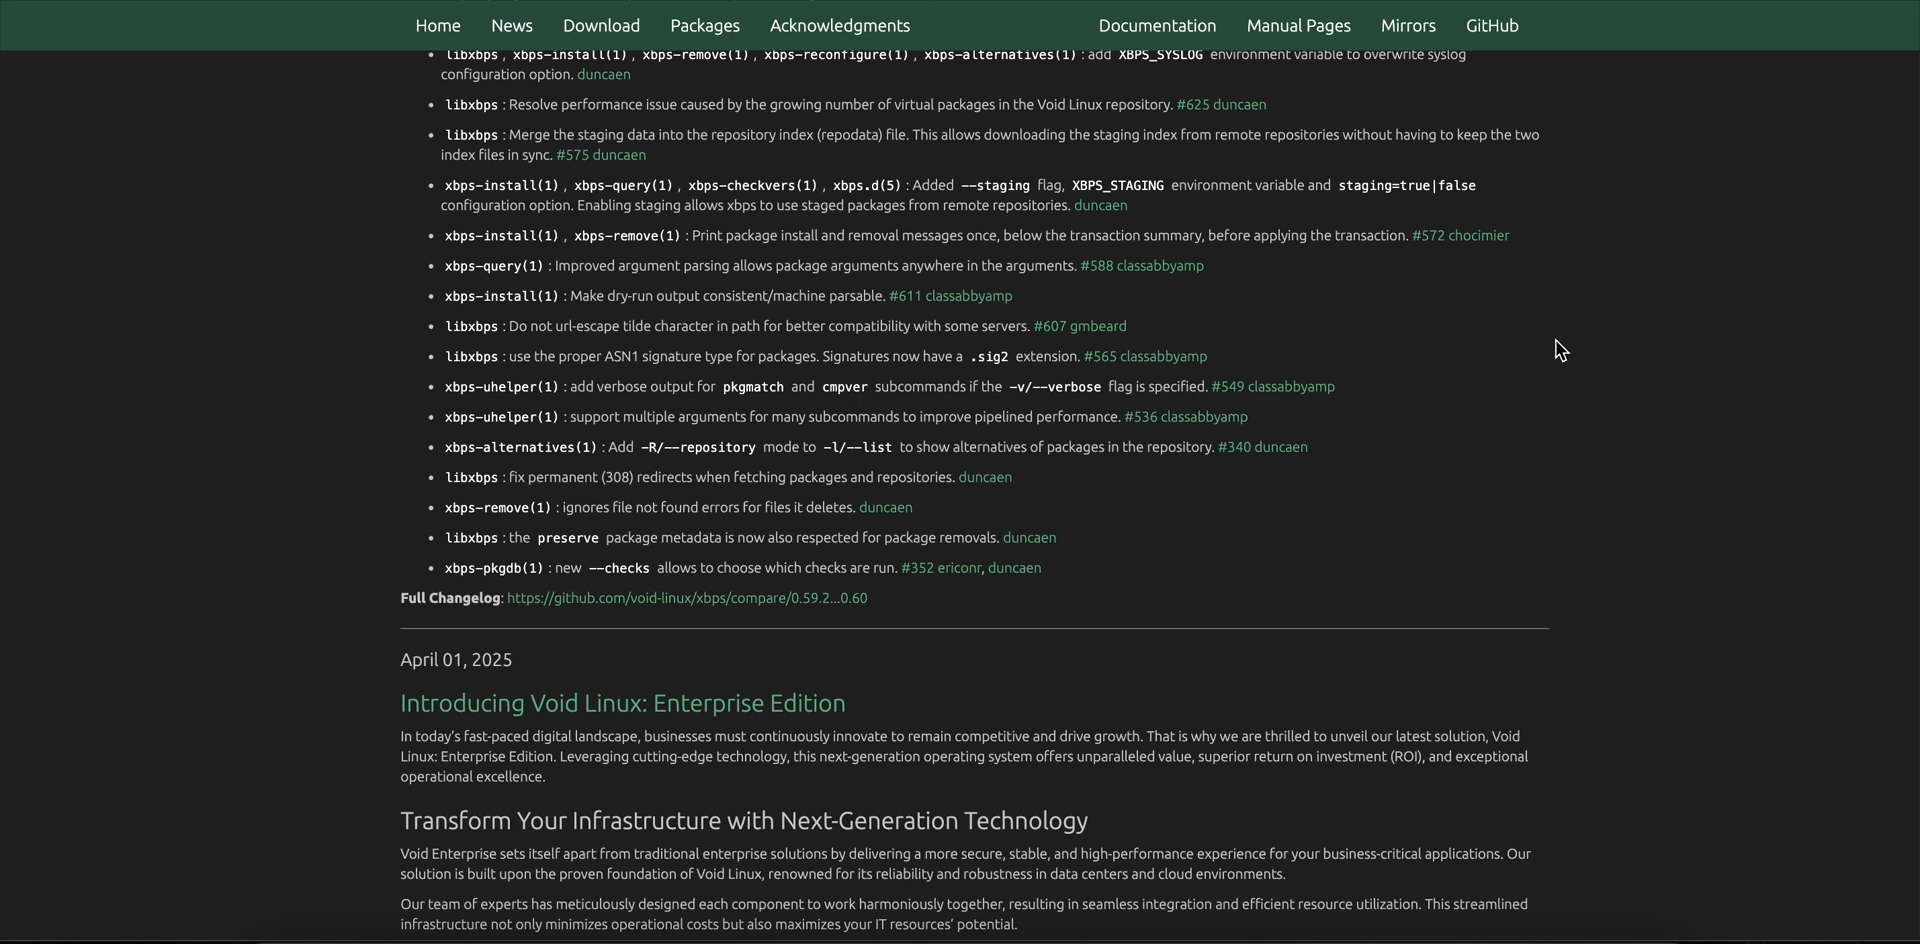 Home News Download Packages Acknowledgments Documentation Manual Pages Mirrors GitHub
• libxbps , xbps-install(1) , xbps-remove(1) , xbps-reconfigure(1) , xbps-alternatives(1) : add XBPS_SYSLOG environment variable to overwrite syslog
configuration option. duncaen
• libxbps : Resolve performance issue caused by the growing number of virtual packages in the Void Linux repository. #625 duncaen
• libxbps : Merge the staging data into the repository index (repodata) file. This allows downloading the staging index from remote repositories without having to keep the two
index files in sync. #575 duncaen
• xbps-install(1) , xbps-query(1) , xbps-checkvers(1) , xbps.d(5) : Added --staging flag, XBPS_STAGING environment variable and staging=true|false
configuration option. Enabling staging allows xbps to use staged packages from remote repositories. duncaen
• xbps-install(1) , xbps-remove(1) : Print package install and removal messages once, below the transaction summary, before applying the transaction. #572 chocimier
• xbps-query(1) : Improved argument parsing allows package arguments anywhere in the arguments. #588 classabbyamp
• xbps-install(1) : Make dry-run output consistent/machine parsable. #611 classabbyamp
• libxbps : Do not url-escape tilde character in path for better compatibility with some servers. #607 gmbeard
• libxbps : use the proper ASN1 signature type for packages. Signatures now have a .sig2 extension. #565 classabbyamp
• xbps-uhelper(1) : add verbose output for pkgmatch and cmpver subcommands if the -v/--verbose flag is specified. #549 classabbyamp
• xbps-uhelper(1) : support multiple arguments for many subcommands to improve pipelined performance. #536 classabbyamp
• xbps-alternatives(1) : Add -R/--repository mode to -l/--list to show alternatives of packages in the repository. #340 duncaen
• libxbps : fix permanent (308) redirects when fetching packages and repositories. duncaen
• xbps-remove(1) : ignores file not found errors for files it deletes. duncaen
• libxbps : the preserve package metadata is now also respected for package removals. duncaen
• xbps-pkgdb(1) : new --checks allows to choose which checks are run. #352 ericonr, duncaen
Full Changelog: https://github.com/void-linux/xbps/compare/0.59.2...0.60
April 01, 2025
Introducing Void Linux: Enterprise Edition
In today's fast-paced digital landscape, businesses must continuously innovate to remain competitive and drive growth. That is why we are thrilled to unveil our latest solution, Void
Linux: Enterprise Edition. Leveraging cutting-edge technology, this next-generation operating system offers unparalleled value, superior return on investment (ROI), and exceptional
operational excellence.
Transform Your Infrastructure with Next-Generation Technology
Void Enterprise sets itself apart from traditional enterprise solutions by delivering a more secure, stable, and high-performance experience for your business-critical applications. Our
solution is built upon the proven foundation of Void Linux, renowned for its reliability and robustness in data centers and cloud environments.
Our team of experts has meticulously designed each component to work harmoniously together, resulting in seamless integration and efficient resource utilization. This streamlined
infrastructure not only minimizes operational costs but also maximizes your IT resources' potential.